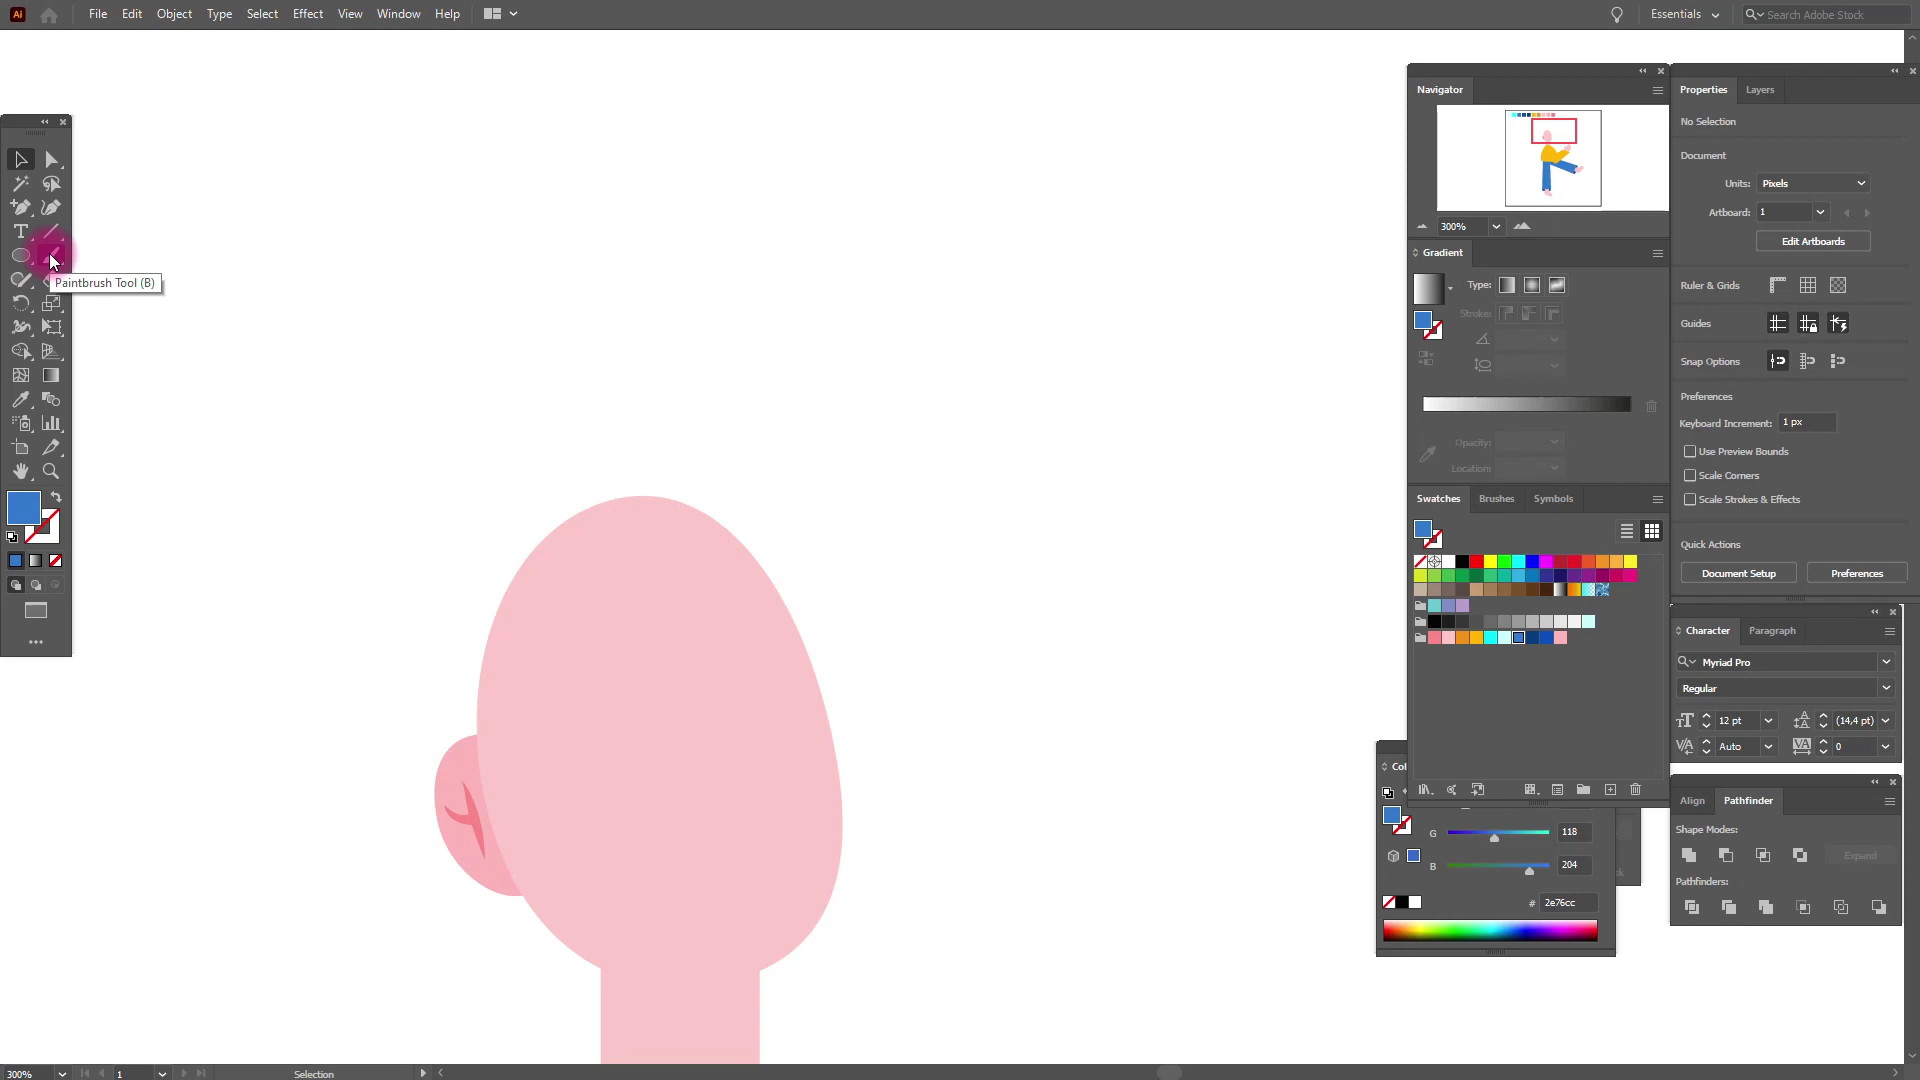 Ai
File Edit Object Type Select Effect View Window Help
Essentials
Search Adobe Stock
T
Paintbrush Tool (B)
Navigator
300%
Gradient
Type:
Stroke:
Opacity:
Location:
Swatches Brushes Symbols
Col
G 118
B 204
# 2e76cc
Properties Layers
No Selection
Document
Units: Pixels
Artboard: 1
Edit Artboards
Ruler & Grids
Guides
Snap Options
Preferences
Keyboard Increment: 1 px
Use Preview Bounds
Scale Corners
Scale Strokes & Effects
Quick Actions
Document Setup Preferences
Character Paragraph
Myriad Pro
Regular
12 pt (14,4 pt)
Auto 0
Align Pathfinder
Shape Modes:
Expand
Pathfinders:
300% 1 Selection